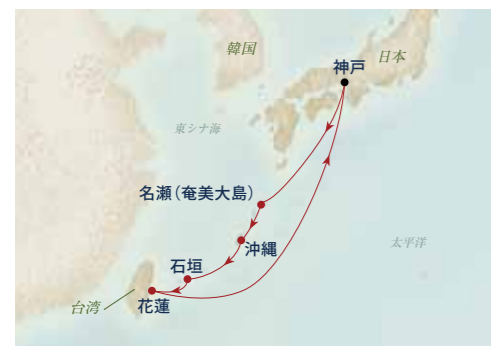 韓国
日本
神戸
東シナ海
名瀬（奄美大島）
沖縄
太平洋
石垣
花蓮
台湾